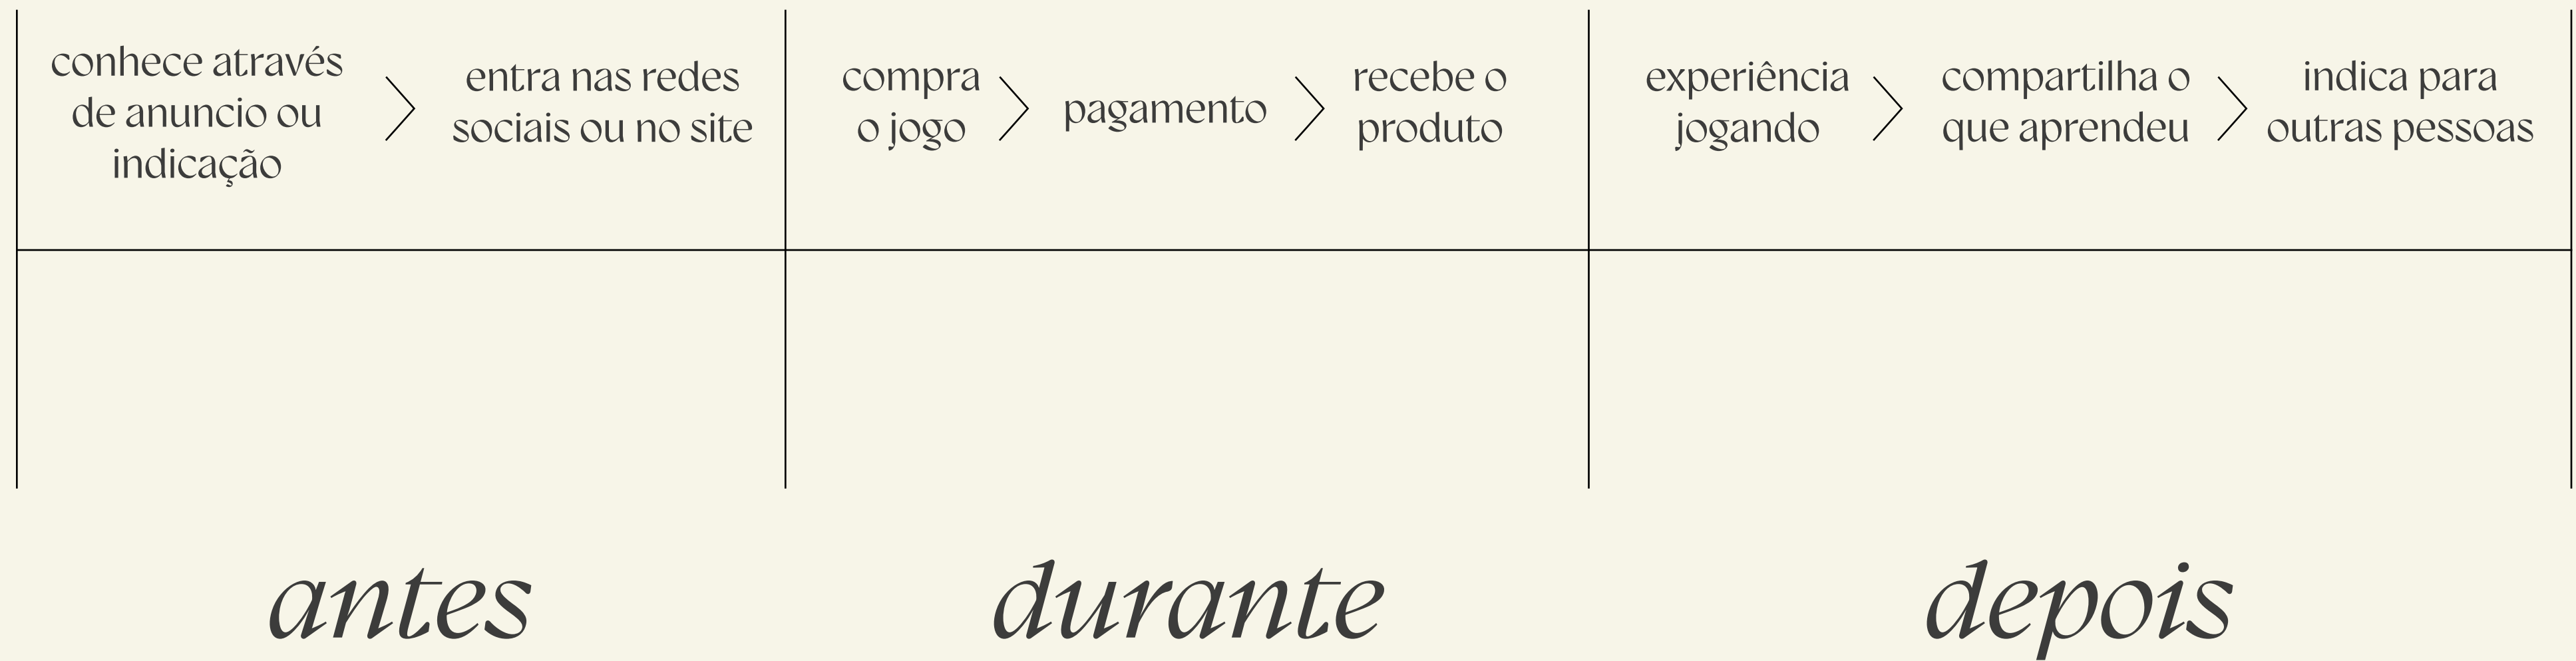 conhece através
de anuncio ou
indicação
entra nas redes
sociais ou no site
compra
o jogo
pagamento
recebe o
produto
experiência
jogando
compartilha o
que aprendeu
indica para
outras pessoas
antes
durante
depois